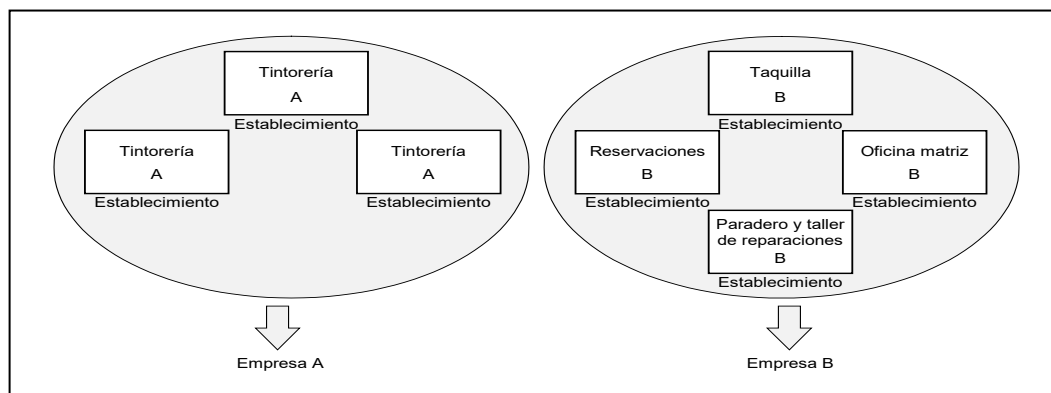 Tintorería
A
Establecimiento
Tintorería
A
Establecimiento
Tintorería
A
Establecimiento
Empresa A
Taquilla
B
Establecimiento
Reservaciones
B
Establecimiento
Oficina matriz
B
Establecimiento
Paradero y taller
de reparaciones
B
Establecimiento
Empresa B